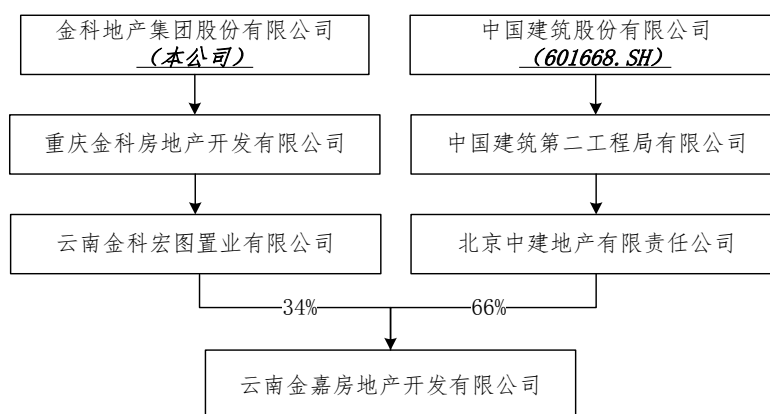 金科地产集团股份有限公司
（本公司）
中国建筑股份有限公司
（601668.SH）
重庆金科房地产开发有限公司
中国建筑第二工程局有限公司
云南金科宏图置业有限公司
北京中建地产有限责任公司
34%
66%
云南金嘉房地产开发有限公司